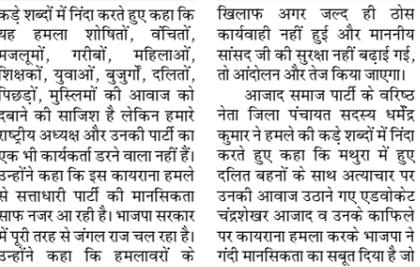 कड़े शब्दों में निंदा करते हुए कहा कि
यह हमला शोषितों, वंचितों,
मजलूमों, गरीबों, महिलाओं,
शिक्षकों, युवाओं, बुजुर्गों, दलितों,
पिछड़ों, मुस्लिमों की आवाज को
दबाने की साजिश है लेकिन हमारे
राष्ट्रीय अध्यक्ष और उनकी पार्टी का
एक भी कार्यकर्ता डरने वाला नहीं हैं।
उन्होंने कहा कि इस कायराना हमले
से सत्ताधारी पार्टी की मानसिकता
साफ नजर आ रही है। भाजपा सरकार
में पूरी तरह से जंगल राज चल रहा है।
उन्होंने कहा कि हमलावरों के
खिलाफ अगर जल्द ही ठोस
कार्यवाही नहीं हुई और माननीय
सांसद जी की सुरक्षा नहीं बढ़ाई गई,
तो आंदोलन और तेज किया जाएगा।
आजाद समाज पार्टी के वरिष्ठ
नेता जिला पंचायत सदस्य धर्मेंद्र
कुमार ने हमले की कड़े शब्दों में निंदा
करते हुए कहा कि मथुरा में हुए
दलित बहनों के साथ अत्याचार पर
उनकी आवाज उठाने गए एडवोकेट
चंद्रशेखर आजाद व उनके काफिले
पर कायराना हमला करके भाजपा ने
गंदी मानसिकता का सबूत दिया है जो